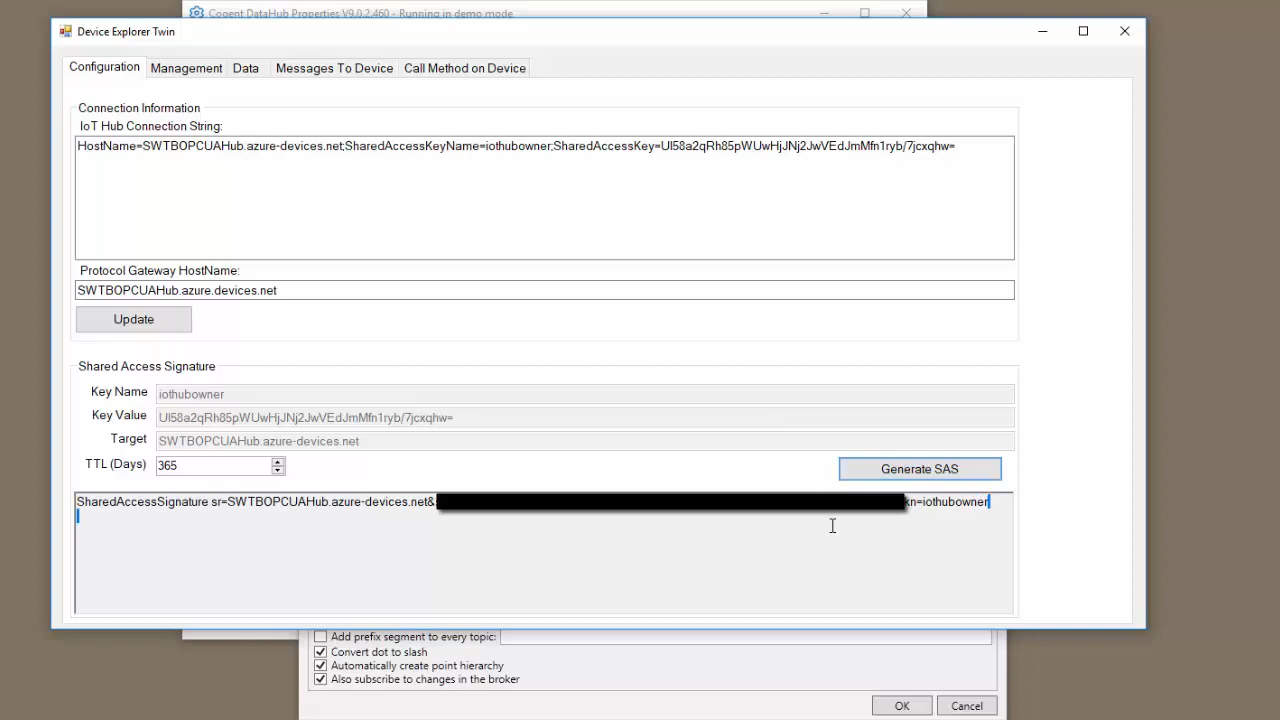 Cogent DataHub Properties V9.0.2.460 - Running in demo mode
Device Explorer Twin
Configuration Management Data Messages To Device Call Method on Device
Connection Information
IoT Hub Connection String:
HostName=SWTBOPCUAHub.azure-devices.net;SharedAccessKeyName=iothubowner;SharedAccessKey=UI58a2qRh85pWUwHjJNj2JwVEdJmMfn1ryb/7jcxqhw=
Protocol Gateway HostName:
SWTBOPCUAHub.azure.devices.net
Update
Shared Access Signature
Key Name iothubowner
Key Value UI58a2qRh85pWUwHjJNj2JwVEdJmMfn1ryb/7jcxqhw=
Target SWTBOPCUAHub.azure-devices.net
TTL (Days) 365
Generate SAS
SharedAccessSignature sr=SWTBOPCUAHub.azure-devices.net& kn=iothubowner
Add prefix segment to every topic:
Convert dot to slash
Automatically create point hierarchy
Also subscribe to changes in the broker
OK Cancel